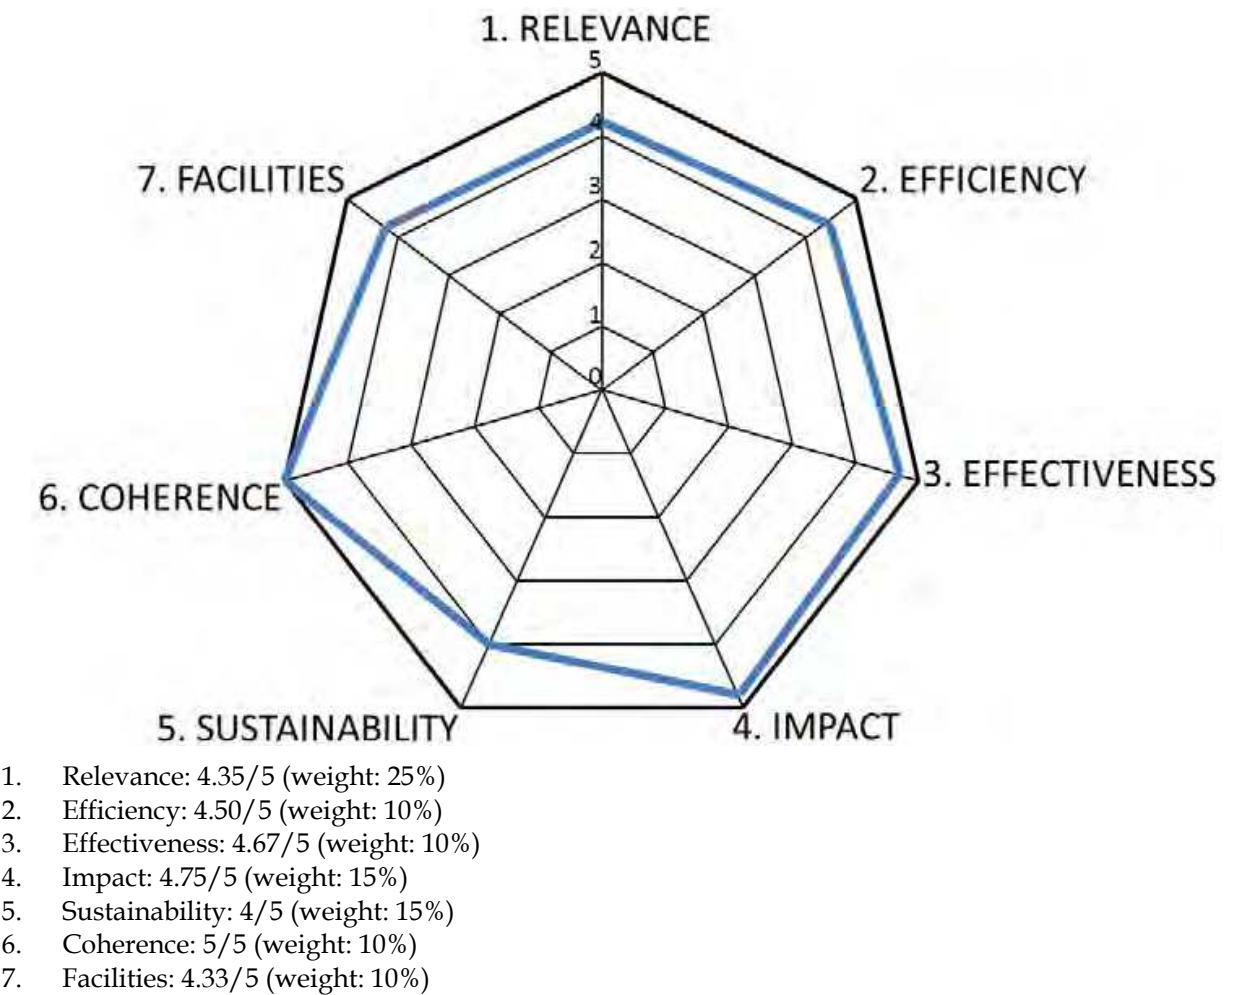 1. RELEVANCE
5
4
3
2
1
0
7. FACILITIES
2. EFFICIENCY
3. EFFECTIVENESS
6. COHERENCE
5. SUSTAINABILITY
4. IMPACT
1. Relevance: 4.35/5 (weight: 25%)
2. Efficiency: 4.50/5 (weight: 10%)
3. Effectiveness: 4.67/5 (weight: 10%)
4. Impact: 4.75/5 (weight: 15%)
5. Sustainability: 4/5 (weight: 15%)
6. Coherence: 5/5 (weight: 10%)
7. Facilities: 4.33/5 (weight: 10%)